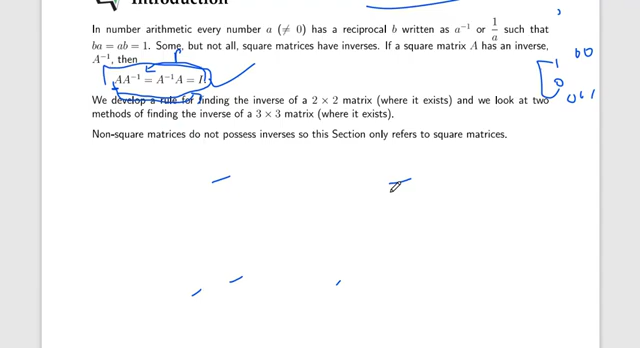 Introduction
In number arithmetic every number a (≠ 0) has a reciprocal b written as a⁻¹ or 1/a such that
ba = ab = 1. Some, but not all, square matrices have inverses. If a square matrix A has an inverse,
A⁻¹, then
AA⁻¹ = A⁻¹A = I
We develop a rule for finding the inverse of a 2 × 2 matrix (where it exists) and we look at two
methods of finding the inverse of a 3 × 3 matrix (where it exists).
Non-square matrices do not possess inverses so this Section only refers to square matrices.